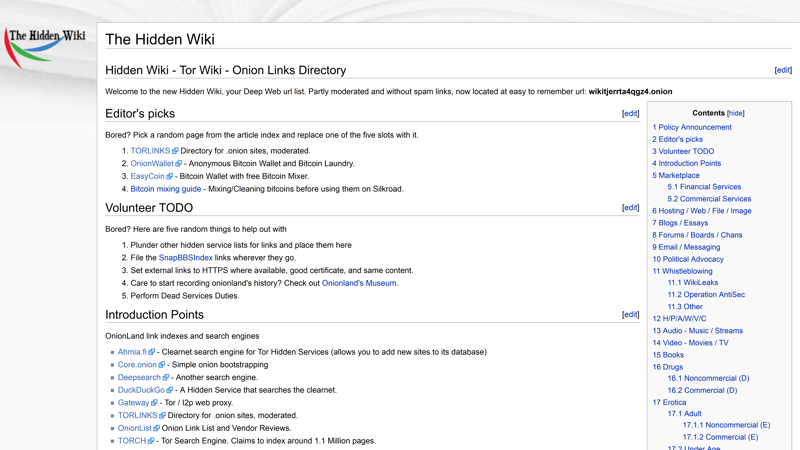 The Hidden Wiki
The Hidden Wiki
Hidden Wiki - Tor Wiki - Onion Links Directory
[edit]
Welcome to the new Hidden Wiki, your Deep Web url list. Partly moderated and without spam links, now located at easy to remember url: wikitjerrta4qgz4.onion
Editor's picks
[edit]
Bored? Pick a random page from the article index and replace one of the five slots with it.
1. TORLINKS Directory for .onion sites, moderated.
2. OnionWallet - Anonymous Bitcoin Wallet and Bitcoin Laundry.
3. EasyCoin - Bitcoin Wallet with free Bitcoin Mixer.
4. Bitcoin mixing guide - Mixing/Cleaning bitcoins before using them on Silkroad.
Volunteer TODO
[edit]
Bored? Here are five random things to help out with
1. Plunder other hidden service lists for links and place them here
2. File the SnapBBSIndex links wherever they go.
3. Set external links to HTTPS where available, good certificate, and same content.
4. Care to start recording onionland's history? Check out Onionland's Museum.
5. Perform Dead Services Duties.
Introduction Points
[edit]
OnionLand link indexes and search engines
Ahmia.fi - Clearnet search engine for Tor Hidden Services (allows you to add new sites to its database)
Core.onion - Simple onion bootstrapping
Deepsearch - Another search engine.
DuckDuckGo - A Hidden Service that searches the clearnet.
Gateway - Tor / I2p web proxy.
TORLINKS Directory for .onion sites, moderated.
OnionList Onion Link List and Vendor Reviews.
TORCH - Tor Search Engine. Claims to index around 1.1 Million pages.
Contents [hide]
1 Policy Announcement
2 Editor's picks
3 Volunteer TODO
4 Introduction Points
5 Marketplace
5.1 Financial Services
5.2 Commercial Services
6 Hosting / Web / File / Image
7 Blogs / Essays
8 Forums / Boards / Chans
9 Email / Messaging
10 Political Advocacy
11 Whistleblowing
11.1 WikiLeaks
11.2 Operation AntiSec
11.3 Other
12 H/P/A/W/V/C
13 Audio - Music / Streams
14 Video - Movies / TV
15 Books
16 Drugs
16.1 Noncommercial (D)
16.2 Commercial (D)
17 Erotica
17.1 Adult
17.1.1 Noncommercial (E)
17.1.2 Commercial (E)
17.2 Under Age